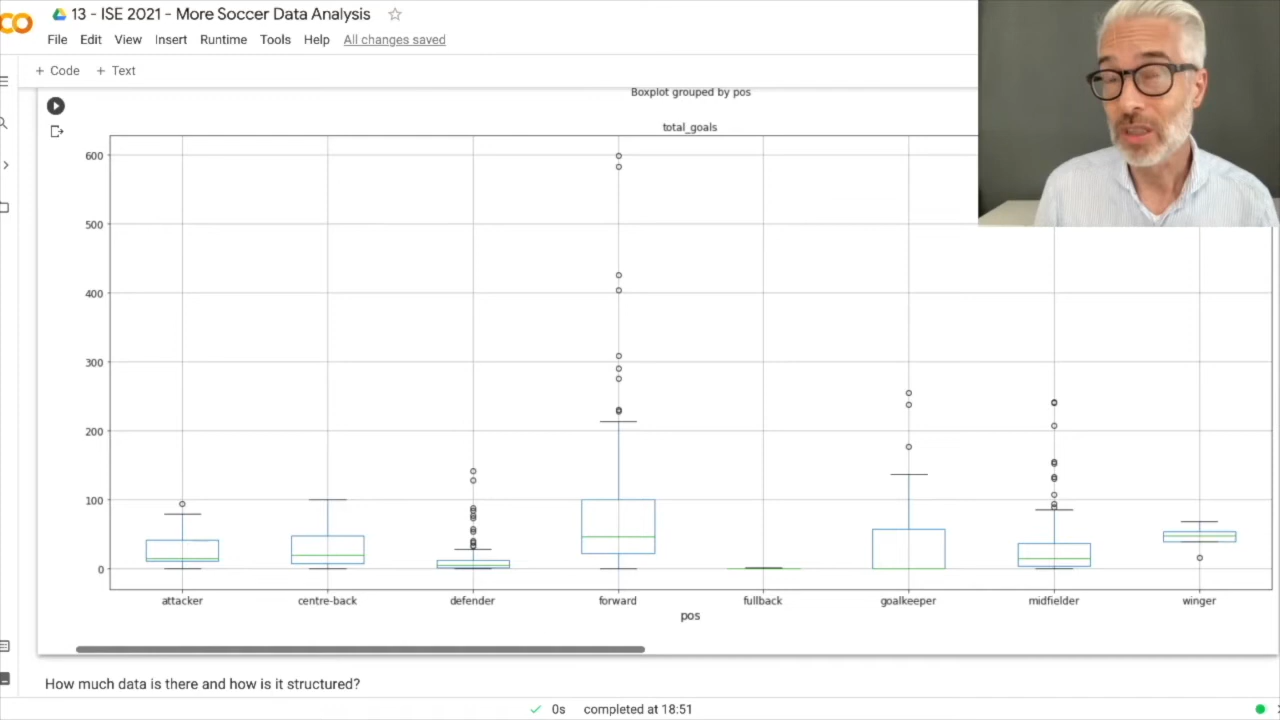 CO
13 - ISE 2021 - More Soccer Data Analysis
File Edit View Insert Runtime Tools Help All changes saved
+ Code + Text
Boxplot grouped by pos
total_goals
600
500
400
300
200
100
0
attacker centre-back defender forward fullback goalkeeper midfielder winger
pos
How much data is there and how is it structured?
0s completed at 18:51